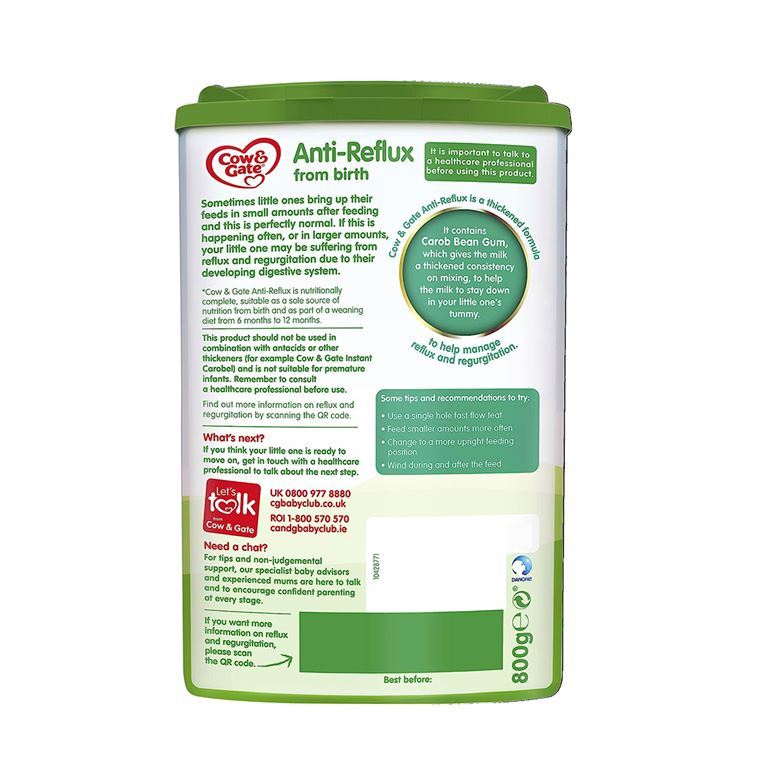 Cow &
Gate®
Anti-Reflux
from birth
It is important to talk to
a healthcare professional
before using this product.
Sometimes little ones bring up their
feeds in small amounts after feeding
and this is perfectly normal. If this is
happening often, or in larger amounts,
your little one may be suffering from
reflux and regurgitation due to their
developing digestive system.
*Cow & Gate Anti-Reflux is nutritionally
complete, suitable as a sole source of
nutrition from birth and as part of a weaning
diet from 6 months to 12 months.
This product should not be used in
combination with antacids or other
thickeners (for example Cow & Gate Instant
Carobel) and is not suitable for premature
infants. Remember to consult
a healthcare professional before use.
Find out more information on reflux and
regurgitation by scanning the QR code.
Cow & Gate Anti-Reflux is a thickened formula
It contains
Carob Bean Gum,
which gives the milk
a thickened consistency
on mixing, to help
the milk to stay down
in your little one's
tummy.
to help manage
reflux and regurgitation.
Some tips and recommendations to try:
• Use a single hole fast flow teat
• Feed smaller amounts more often
• Change to a more upright feeding
position
• Wind during and after the feed
What's next?
If you think your little one is ready to
move on, get in touch with a healthcare
professional to talk about the next step.
Let's
talk
from
Cow & Gate
UK 0800 977 8880
cgbabyclub.co.uk
ROI 1-800 570 570
candgbabyclub.ie
Need a chat?
For tips and non-judgemental
support, our specialist baby advisors
and experienced mums are here to talk
and to encourage confident parenting
at every stage.
If you want more
information on reflux
and regurgitation,
please scan
the QR code.
10428771
DANONE
800g e
Best before: